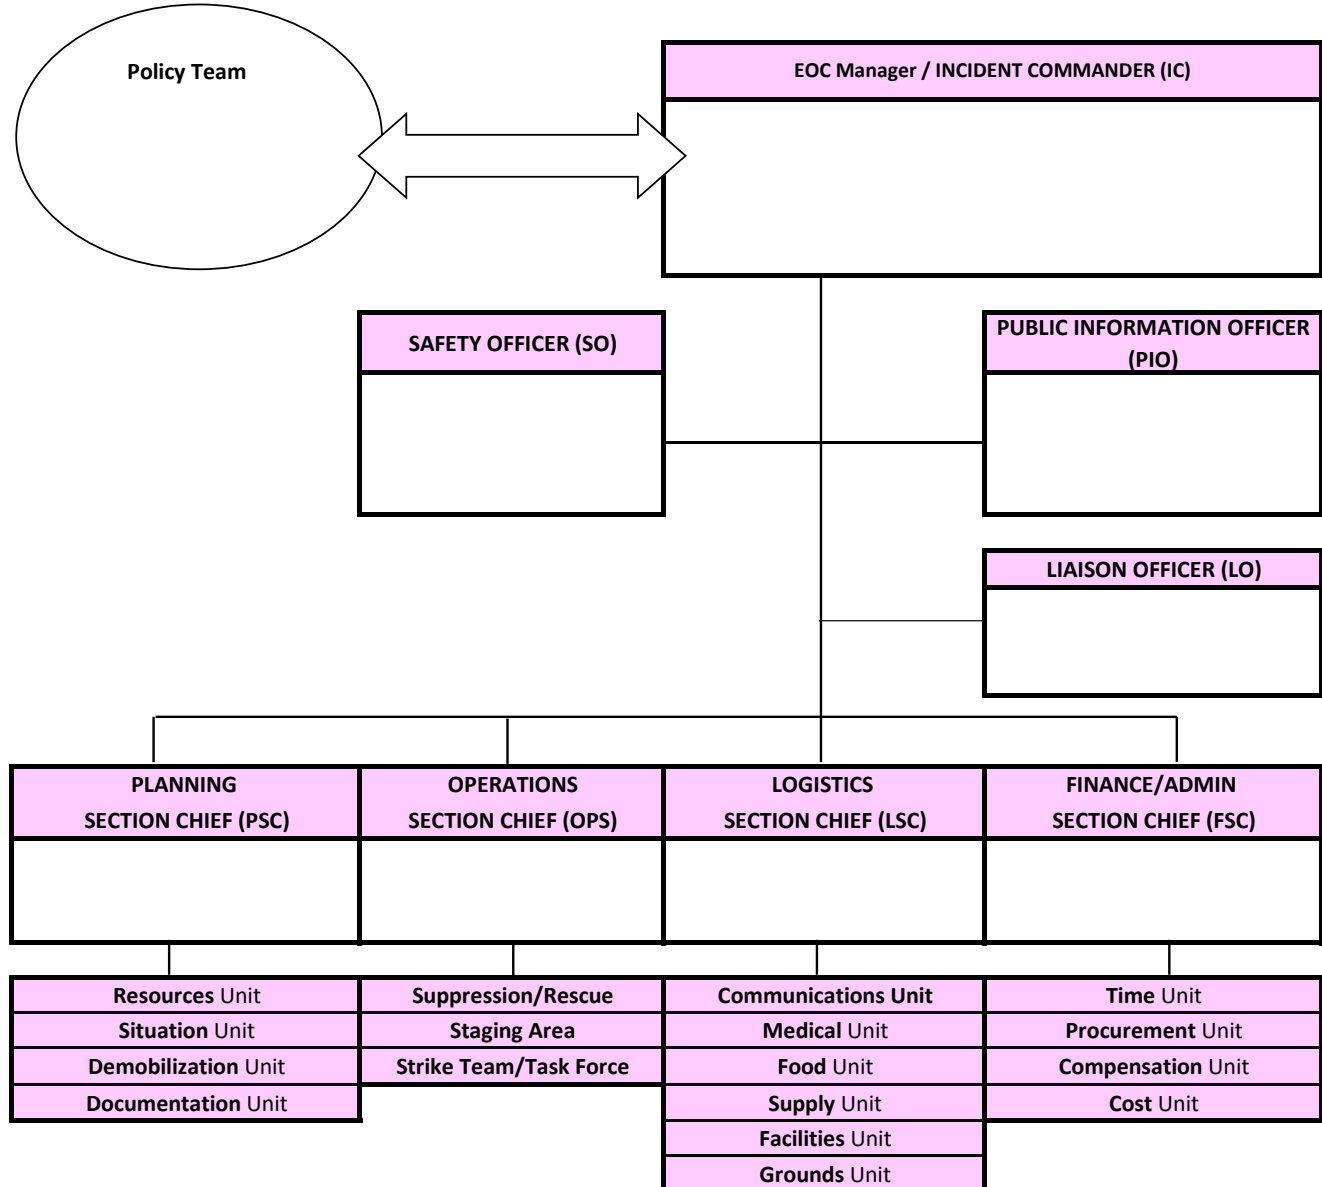 Policy Team
EOC Manager / INCIDENT COMMANDER (IC)
SAFETY OFFICER (SO)
PUBLIC INFORMATION OFFICER
(PIO)
LIAISON OFFICER (LO)
PLANNING
SECTION CHIEF (PSC)
OPERATIONS
SECTION CHIEF (OPS)
LOGISTICS
SECTION CHIEF (LSC)
FINANCE/ADMIN
SECTION CHIEF (FSC)
Resources Unit
Situation Unit
Demobilization Unit
Documentation Unit
Suppression/Rescue
Staging Area
Strike Team/Task Force
Communications Unit
Medical Unit
Food Unit
Supply Unit
Facilities Unit
Grounds Unit
Time Unit
Procurement Unit
Compensation Unit
Cost Unit